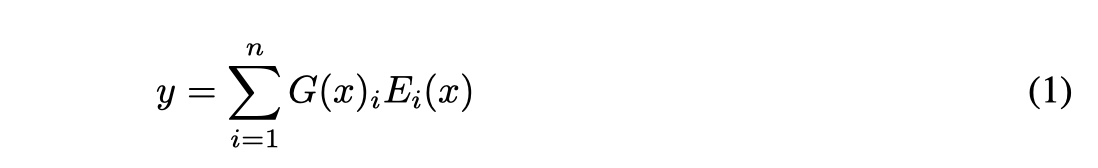 y = \sum_{i=1}^{n} G(x)_i E_i(x) (1)